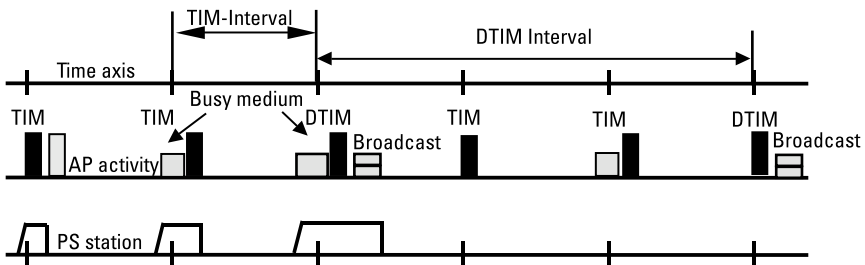 TIM-Interval
DTIM Interval
Time axis
Busy medium
TIM
TIM
DTIM
TIM
TIM
DTIM
Broadcast
Broadcast
AP activity
PS station